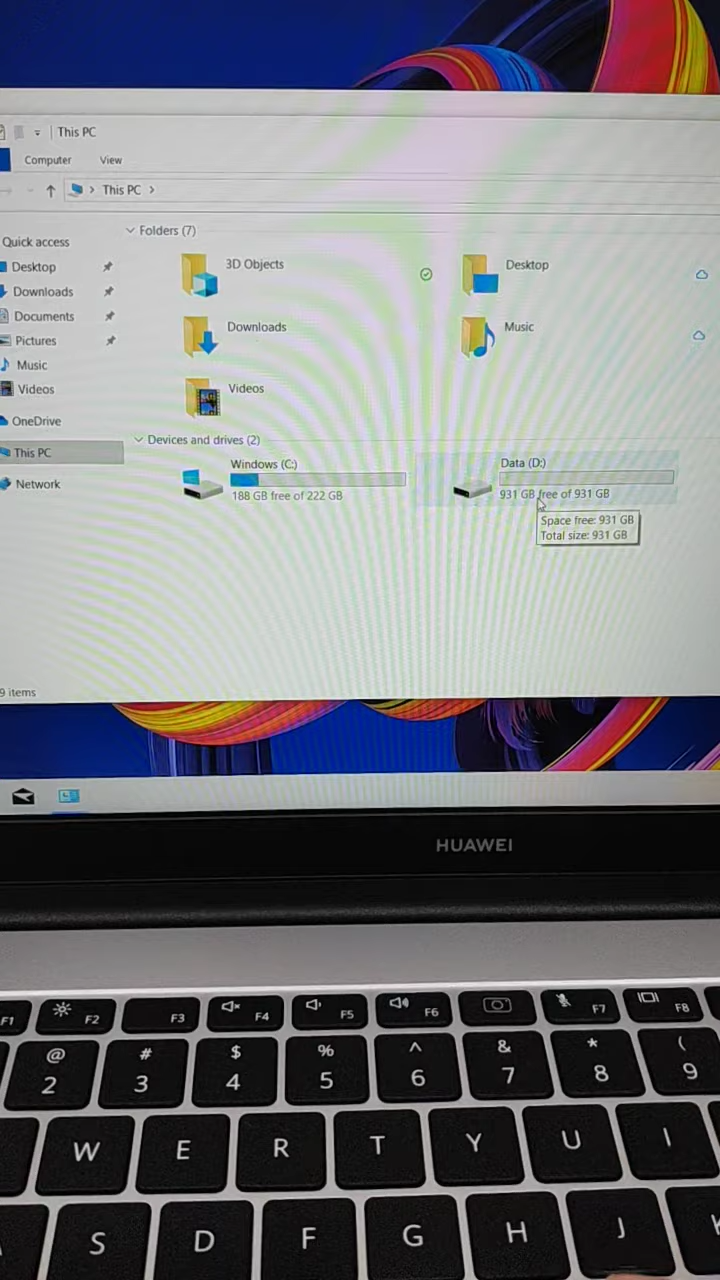 This PC
Computer View
This PC
Folders (7)
Quick access
3D Objects
Desktop
Desktop
Downloads
Downloads
Music
Documents
Pictures
Music
Videos
Videos
OneDrive
Devices and drives (2)
This PC
Windows (C:)
Data (D:)
Network
188 GB free of 222 GB
931 GB free of 931 GB
Space free: 931 GB
Total size: 931 GB
9 items
HUAWEI
F1 F2 F3 F4 F5 F6 F7 F8
@ # $ % ^ & * (
2 3 4 5 6 7 8 9
W E R T Y U I
S D F G H J K